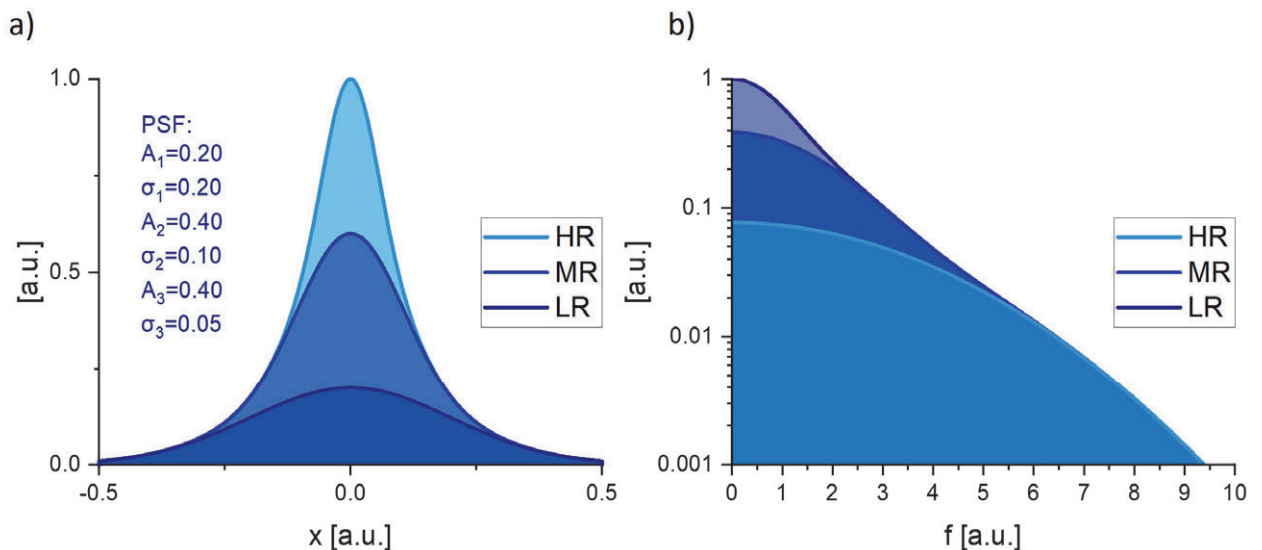 a)
1.0
0.5
0.0
[a.u.]
PSF:
A₁=0.20
σ₁=0.20
A₂=0.40
σ₂=0.10
A₃=0.40
σ₃=0.05
HR
MR
LR
-0.5
0.0
0.5
x [a.u.]
b)
1
0.1
0.01
0.001
[a.u.]
HR
MR
LR
0 1 2 3 4 5 6 7 8 9 10
f [a.u.]